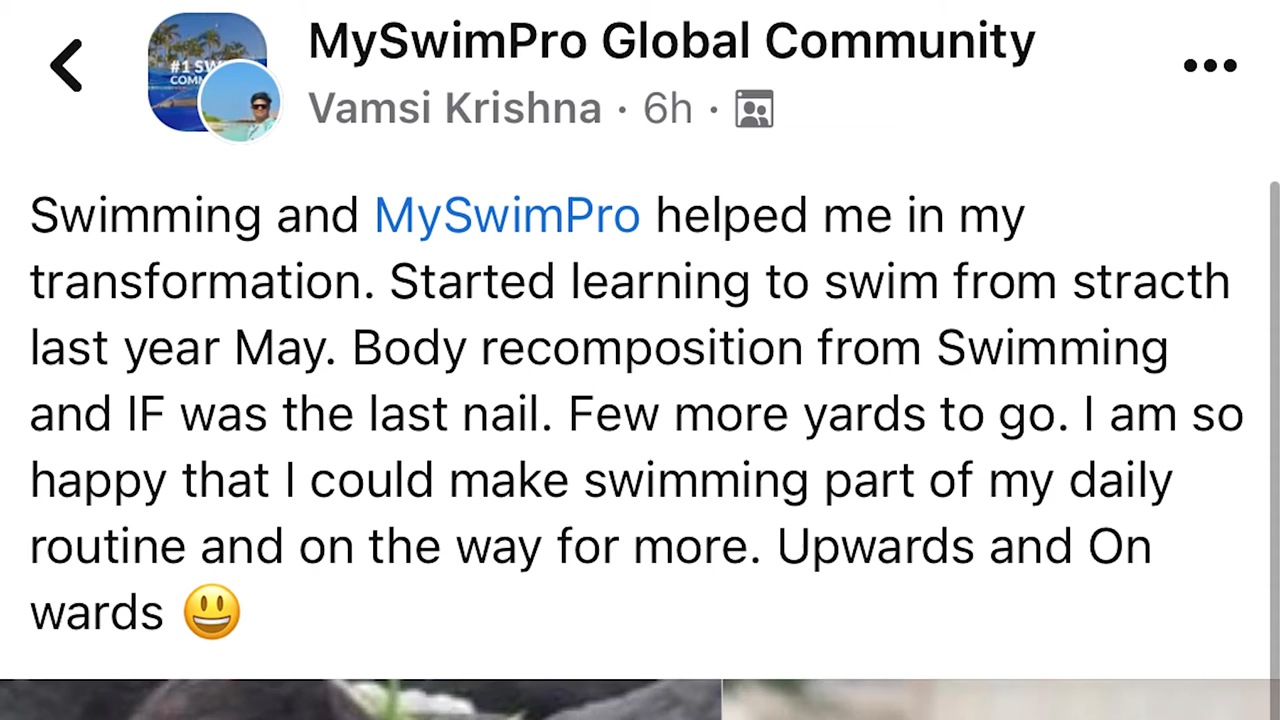 MySwimPro Global Community
#1 SW
COMM
Vamsi Krishna · 6h ·
Swimming and MySwimPro helped me in my
transformation. Started learning to swim from stracth
last year May. Body recomposition from Swimming
and IF was the last nail. Few more yards to go. I am so
happy that I could make swimming part of my daily
routine and on the way for more. Upwards and On
wards 😃